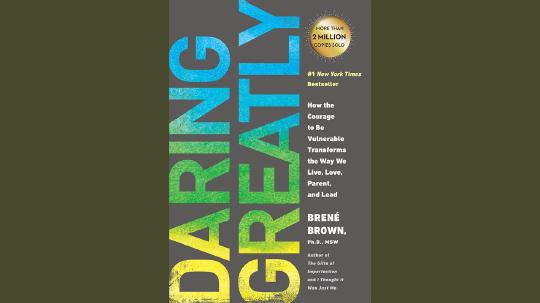 DARING
GREATLY
MORE THAN
2 MILLION
COPIES SOLD
#1 New York Times
Bestseller
How the
Courage
to Be
Vulnerable
Transforms
the Way We
Live, Love,
Parent,
and Lead
BRENÉ
BROWN,
Ph.D., MSW
Author of
The Gifts of
Imperfection
and I Thought It
Was Just Me